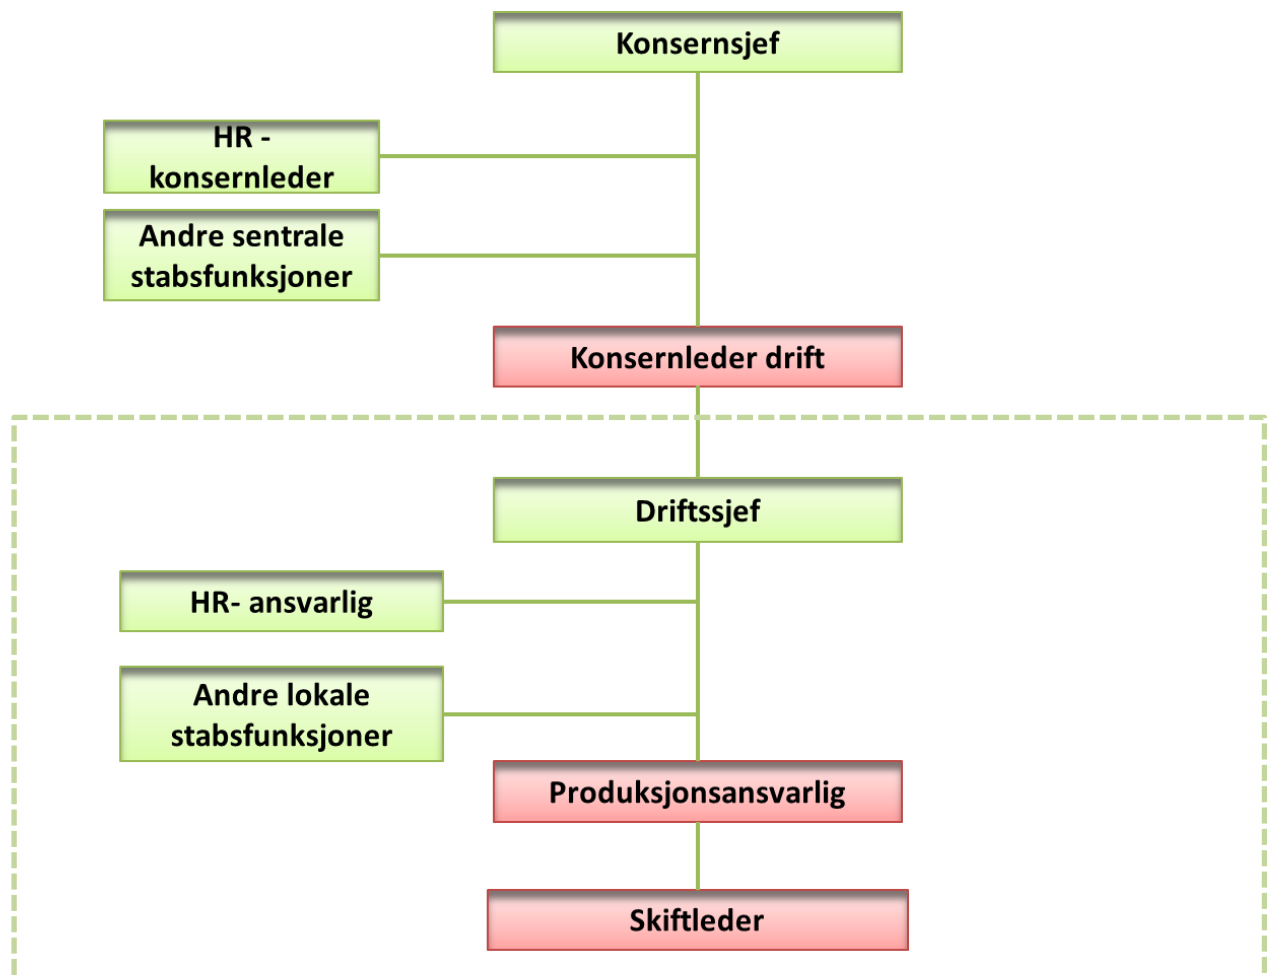 Konsernsjef
HR -
konsernleder
Andre sentrale
stabsfunksjoner
Konsernleder drift
Driftssjef
HR- ansvarlig
Andre lokale
stabsfunksjoner
Produksjonsansvarlig
Skiftleder